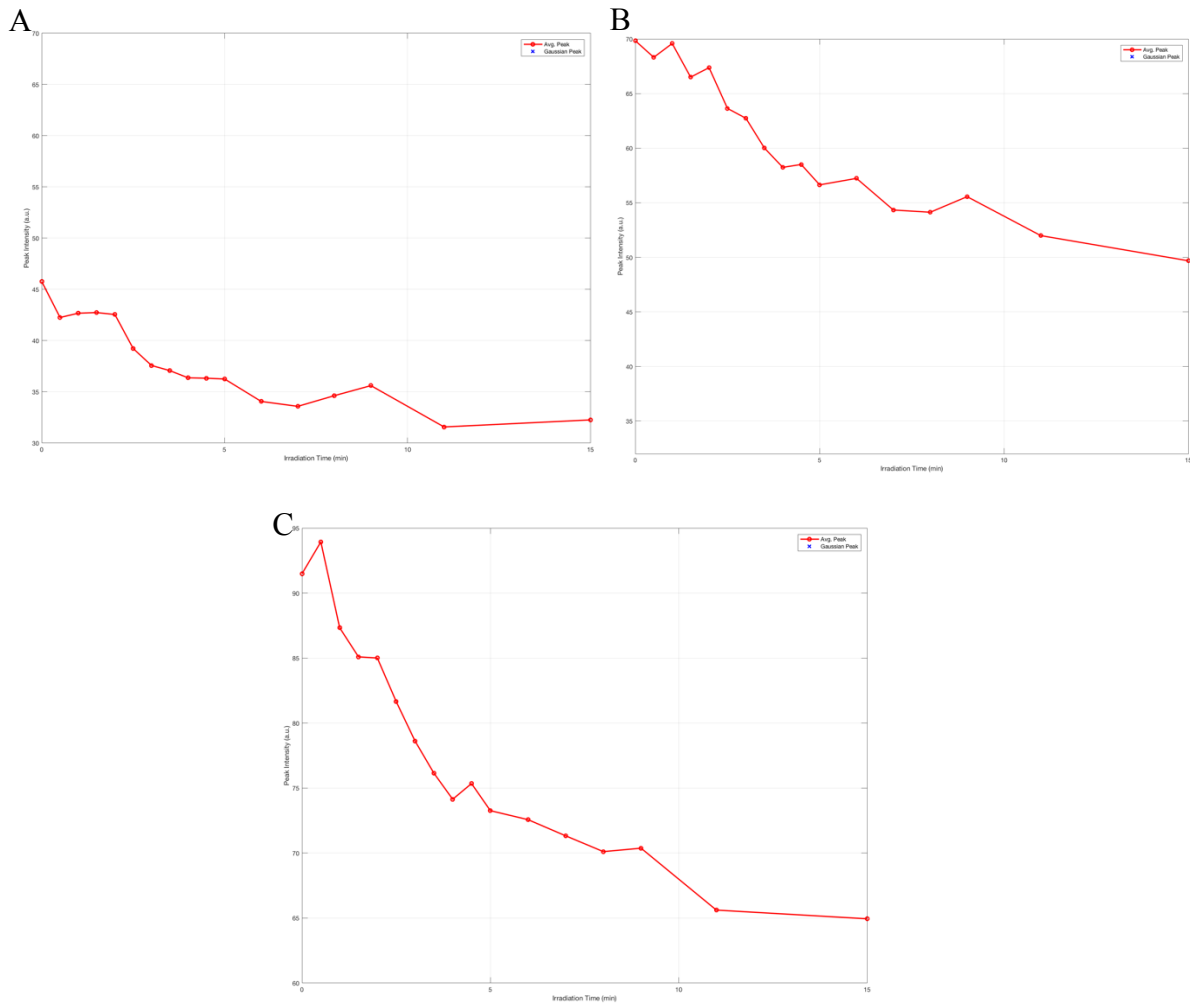 A
70
65
60
55
50
45
40
35
30
Peak Intensity (a.u.)
0
5
10
15
Irradiation Time (min)
Avg. Peak
Gaussian Peak
B
70
65
60
55
50
45
40
35
Peak Intensity (a.u.)
0
5
10
15
Irradiation Time (min)
Avg. Peak
Gaussian Peak
C
95
90
85
80
75
70
65
60
Peak Intensity (a.u.)
0
5
10
15
Irradiation Time (min)
Avg. Peak
Gaussian Peak